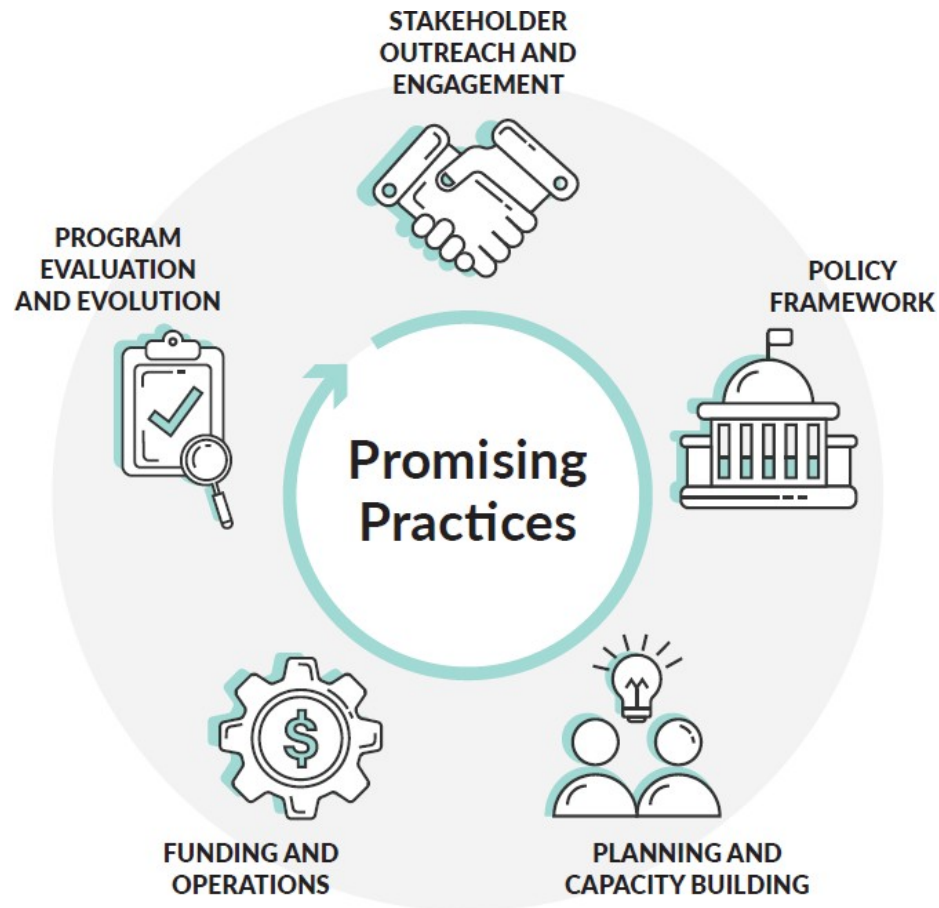 STAKEHOLDER
OUTREACH AND
ENGAGEMENT
POLICY
FRAMEWORK
PLANNING AND
CAPACITY BUILDING
FUNDING AND
OPERATIONS
PROGRAM
EVALUATION
AND EVOLUTION
Promising
Practices
$